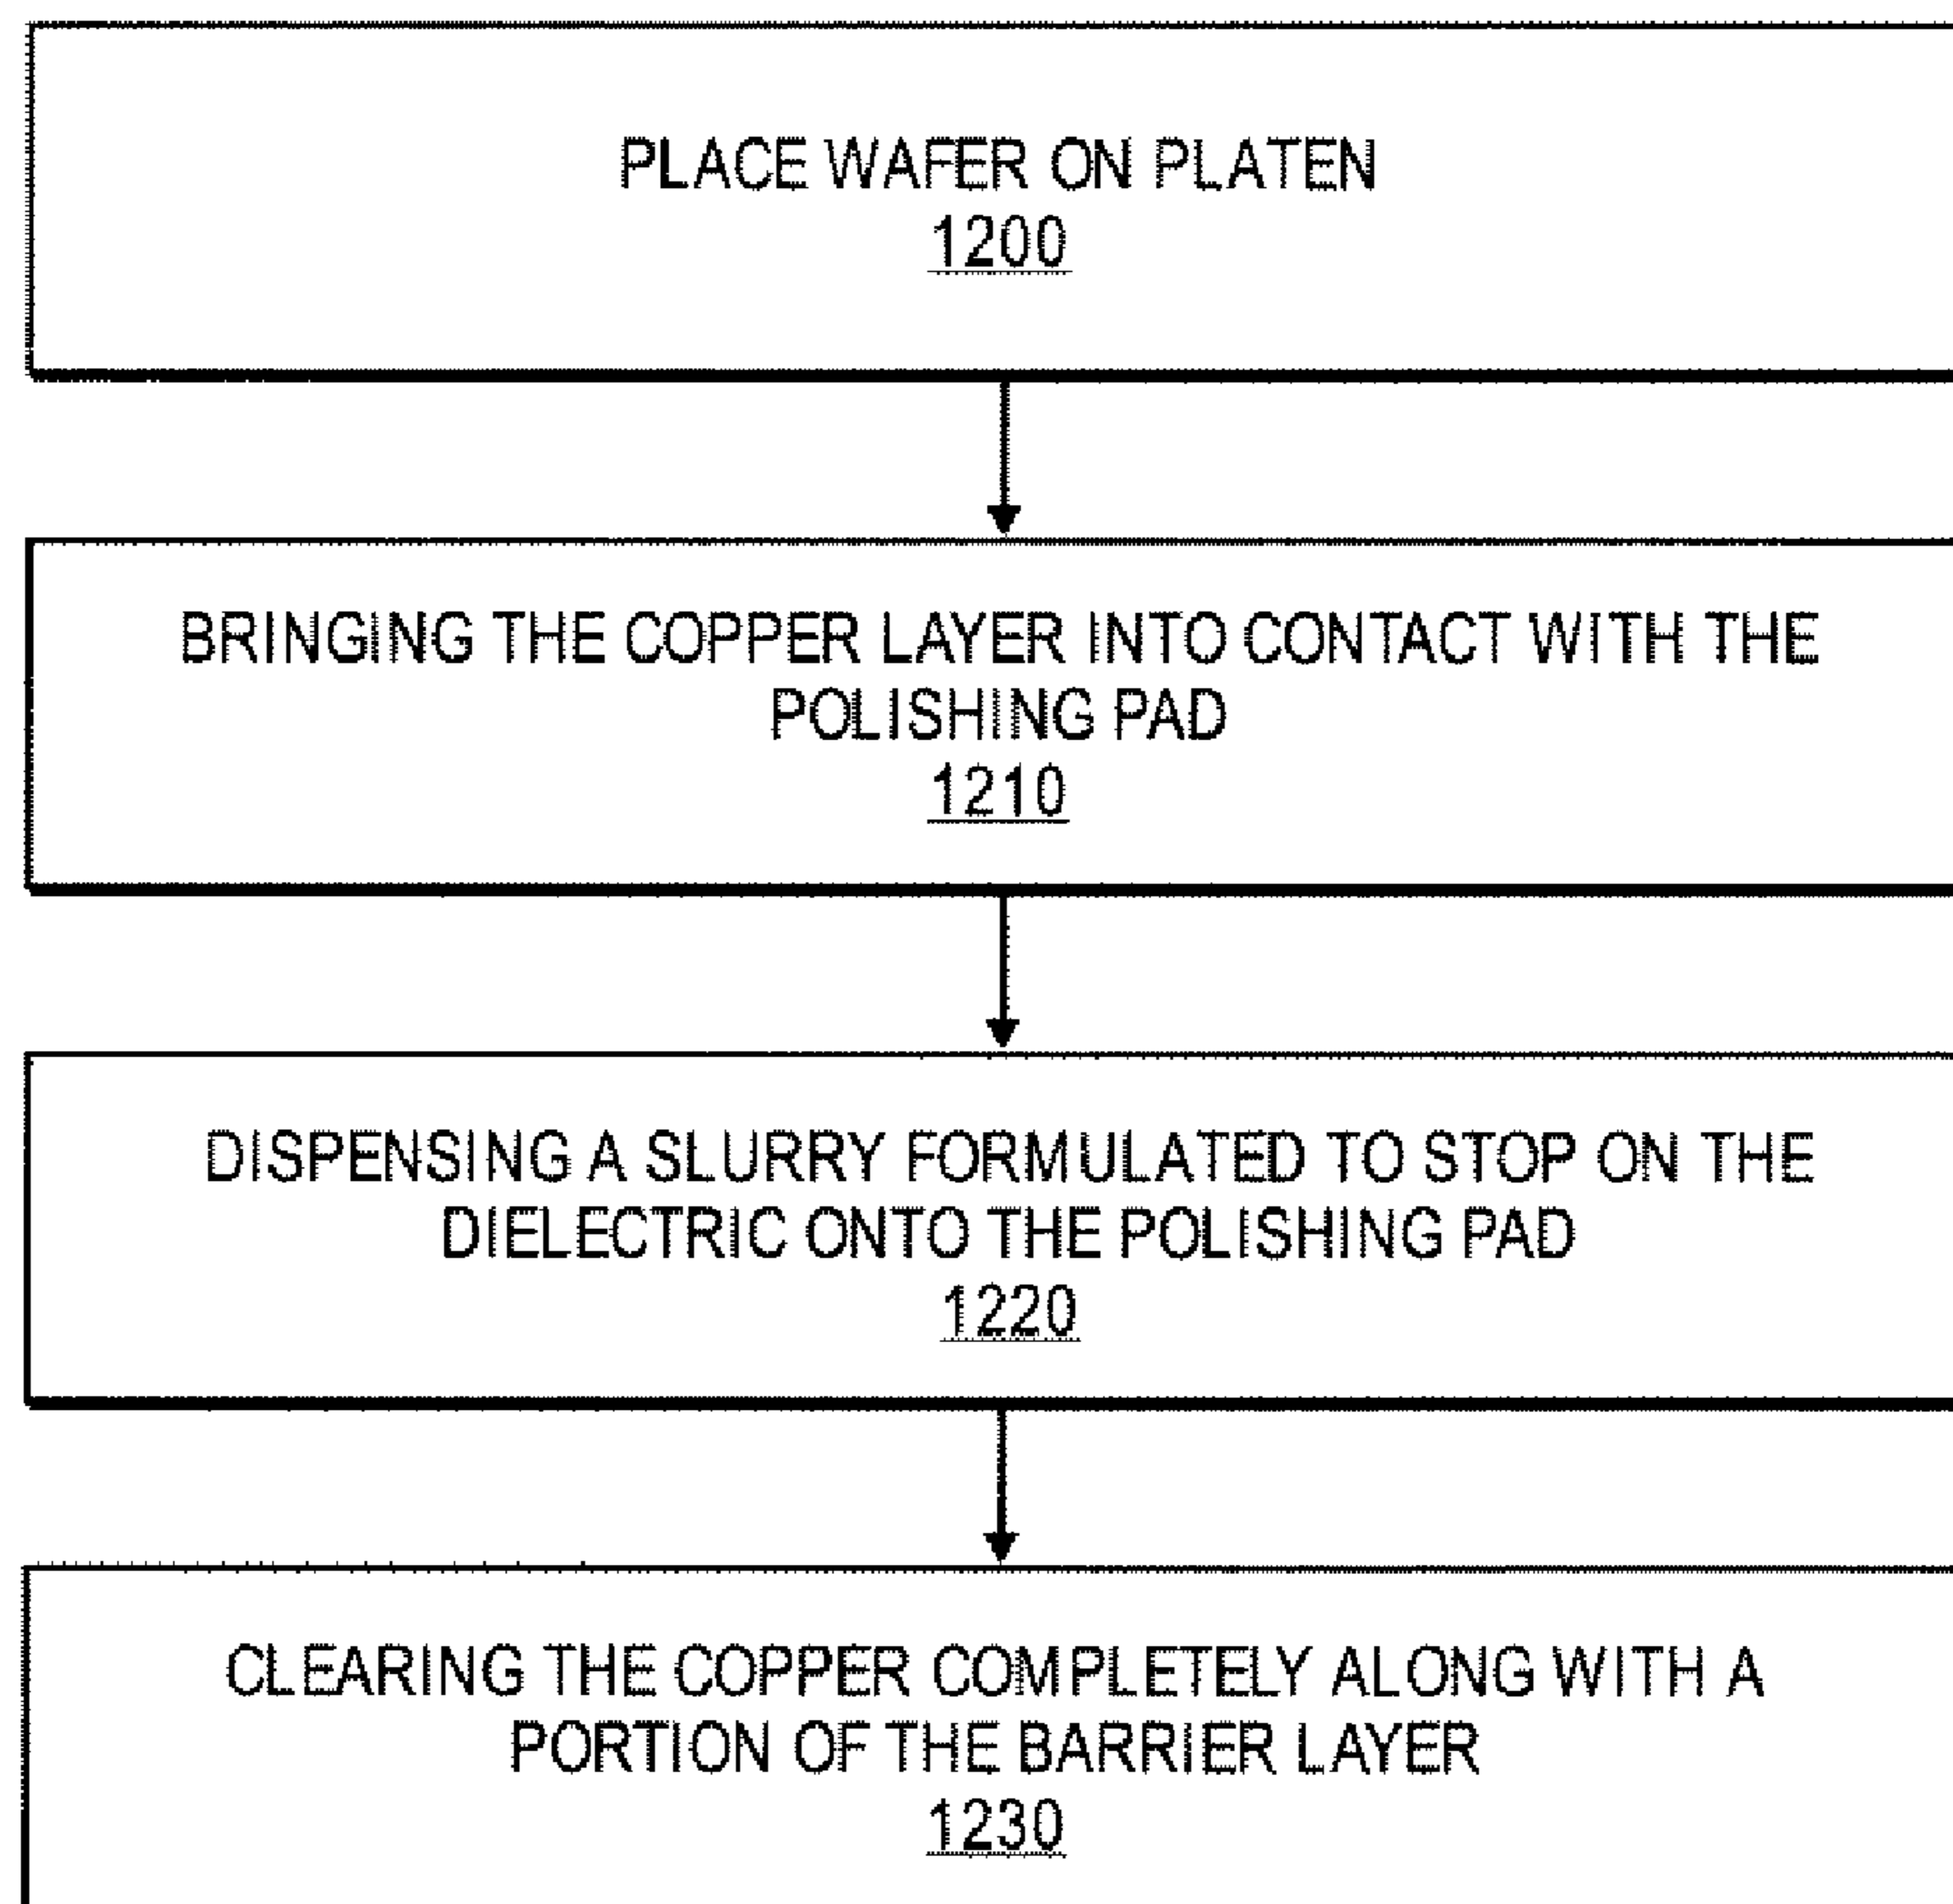 PLACE WAFER ON PLATEN
1200
BRINGING THE COPPER LAYER INTO CONTACT WITH THE
POLISHING PAD
1210
DISPENSING A SLURRY FORMULATED TO STOP ON THE
DIELECTRIC ONTO THE POLISHING PAD
1220
CLEARING THE COPPER COMPLETELY ALONG WITH A
PORTION OF THE BARRIER LAYER
1230